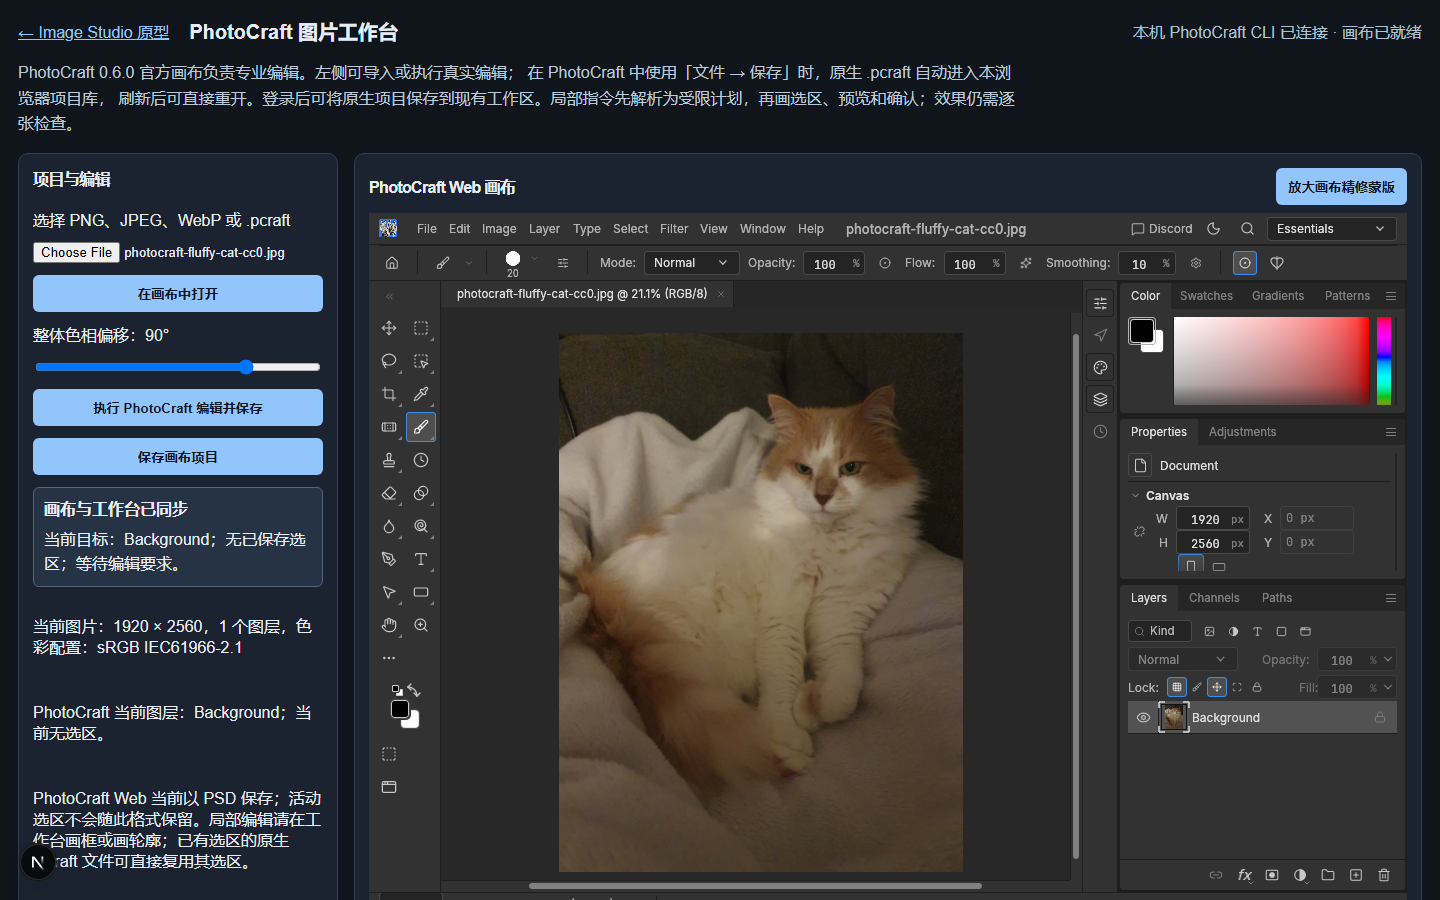 ← Image Studio 原型
PhotoCraft 图片工作台
本机 PhotoCraft CLI 已连接 · 画布已就绪
PhotoCraft 0.6.0 官方画布负责专业编辑。左侧可导入或执行真实编辑； 在 PhotoCraft 中使用「文件 → 保存」时，原生 .pcraft 自动进入本浏
览器项目库， 刷新后可直接重开。登录后可将原生项目保存到现有工作区。局部指令先解析为受限计划，再画选区、预览和确认；效果仍需逐
张检查。
项目与编辑
选择 PNG、JPEG、WebP 或 .pcraft
Choose File photocraft-fluffy-cat-cc0.jpg
在画布中打开
整体色相偏移：90°
执行 PhotoCraft 编辑并保存
保存画布项目
画布与工作台已同步
当前目标：Background；无已保存选
区；等待编辑要求。
当前图片：1920 × 2560，1 个图层，色
彩配置：sRGB IEC61966-2.1
PhotoCraft 当前图层：Background；当
前无选区。
PhotoCraft Web 当前以 PSD 保存；活动
选区不会随此格式保留。局部编辑请在工
作台画框或画轮廓；已有选区的原生
craft 文件可直接复用其选区。
N
PhotoCraft Web 画布
放大画布精修蒙版
File Edit Image Layer Type Select Filter View Window Help
photocraft-fluffy-cat-cc0.jpg
Discord
Essentials
20
Mode: Normal Opacity: 100 % Flow: 100 % Smoothing: 10 %
photocraft-fluffy-cat-cc0.jpg @ 21.1% (RGB/8) ×
Color Swatches Gradients Patterns
Properties Adjustments
Document
Canvas
W 1920 px X 0 px
H 2560 px Y 0 px
Layers Channels Paths
Kind
Normal Opacity: 100 %
Lock: Fill: 100 %
Background
fx